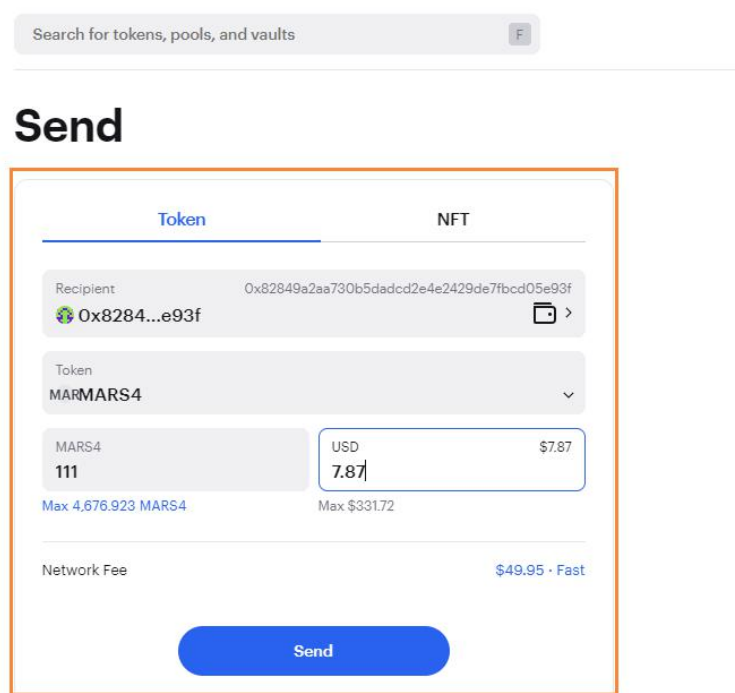 Search for tokens, pools, and vaults F
Send
Token NFT
Recipient 0x82849a2aa730b5dadcd2e4e2429de7fbcd05e93f
0x8284...e93f
Token
MARMARS4
MARS4 USD $7.87
111 7.87
Max 4,676.923 MARS4 Max $331.72
Network Fee $49.95 · Fast
Send